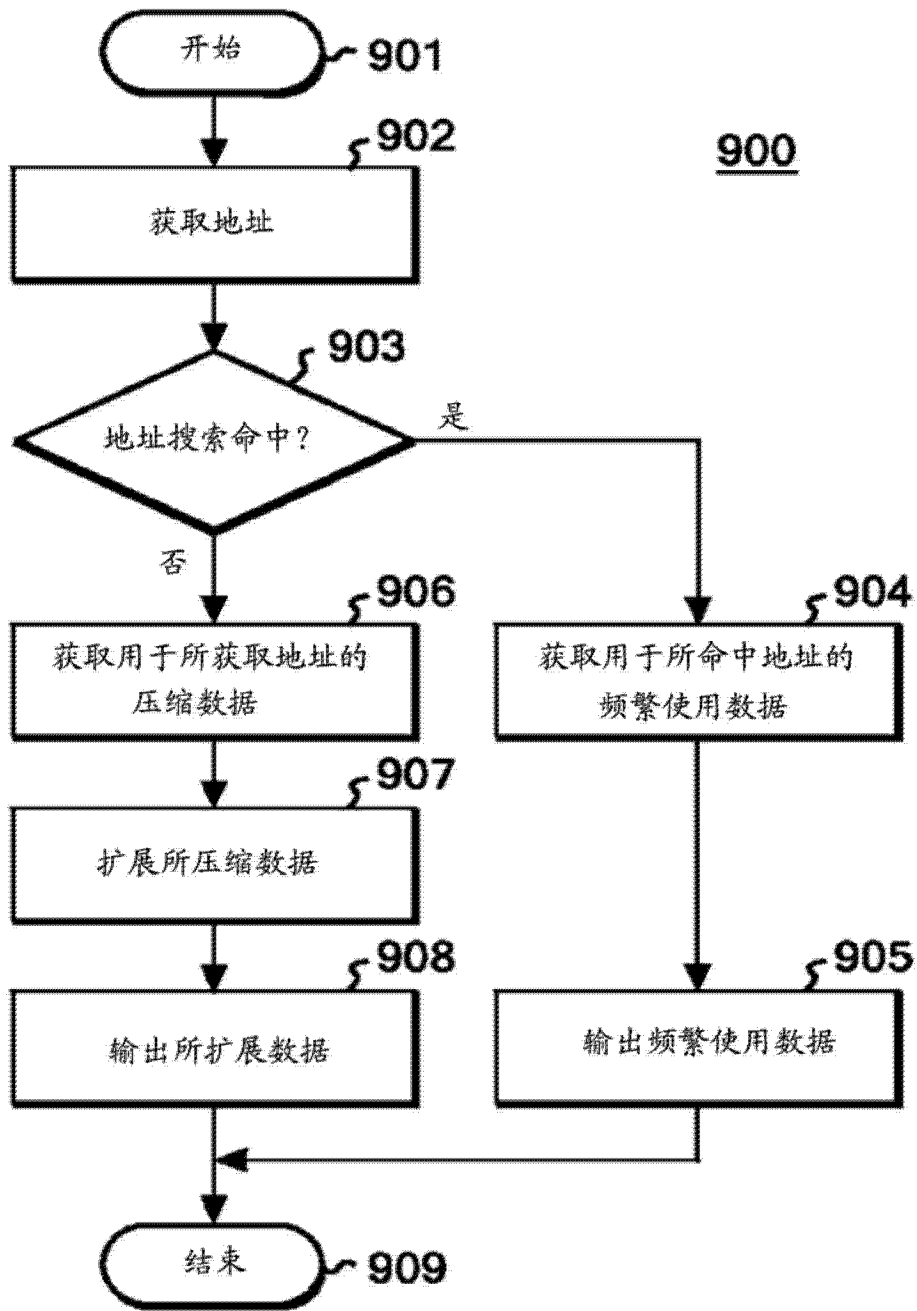 开始
901
902
900
获取地址
903
地址搜索命中?
是
否
906
获取用于所获取地址的
压缩数据
904
获取用于所命中地址的
频繁使用数据
907
扩展所压缩数据
908
输出所扩展数据
905
输出频繁使用数据
结束
909